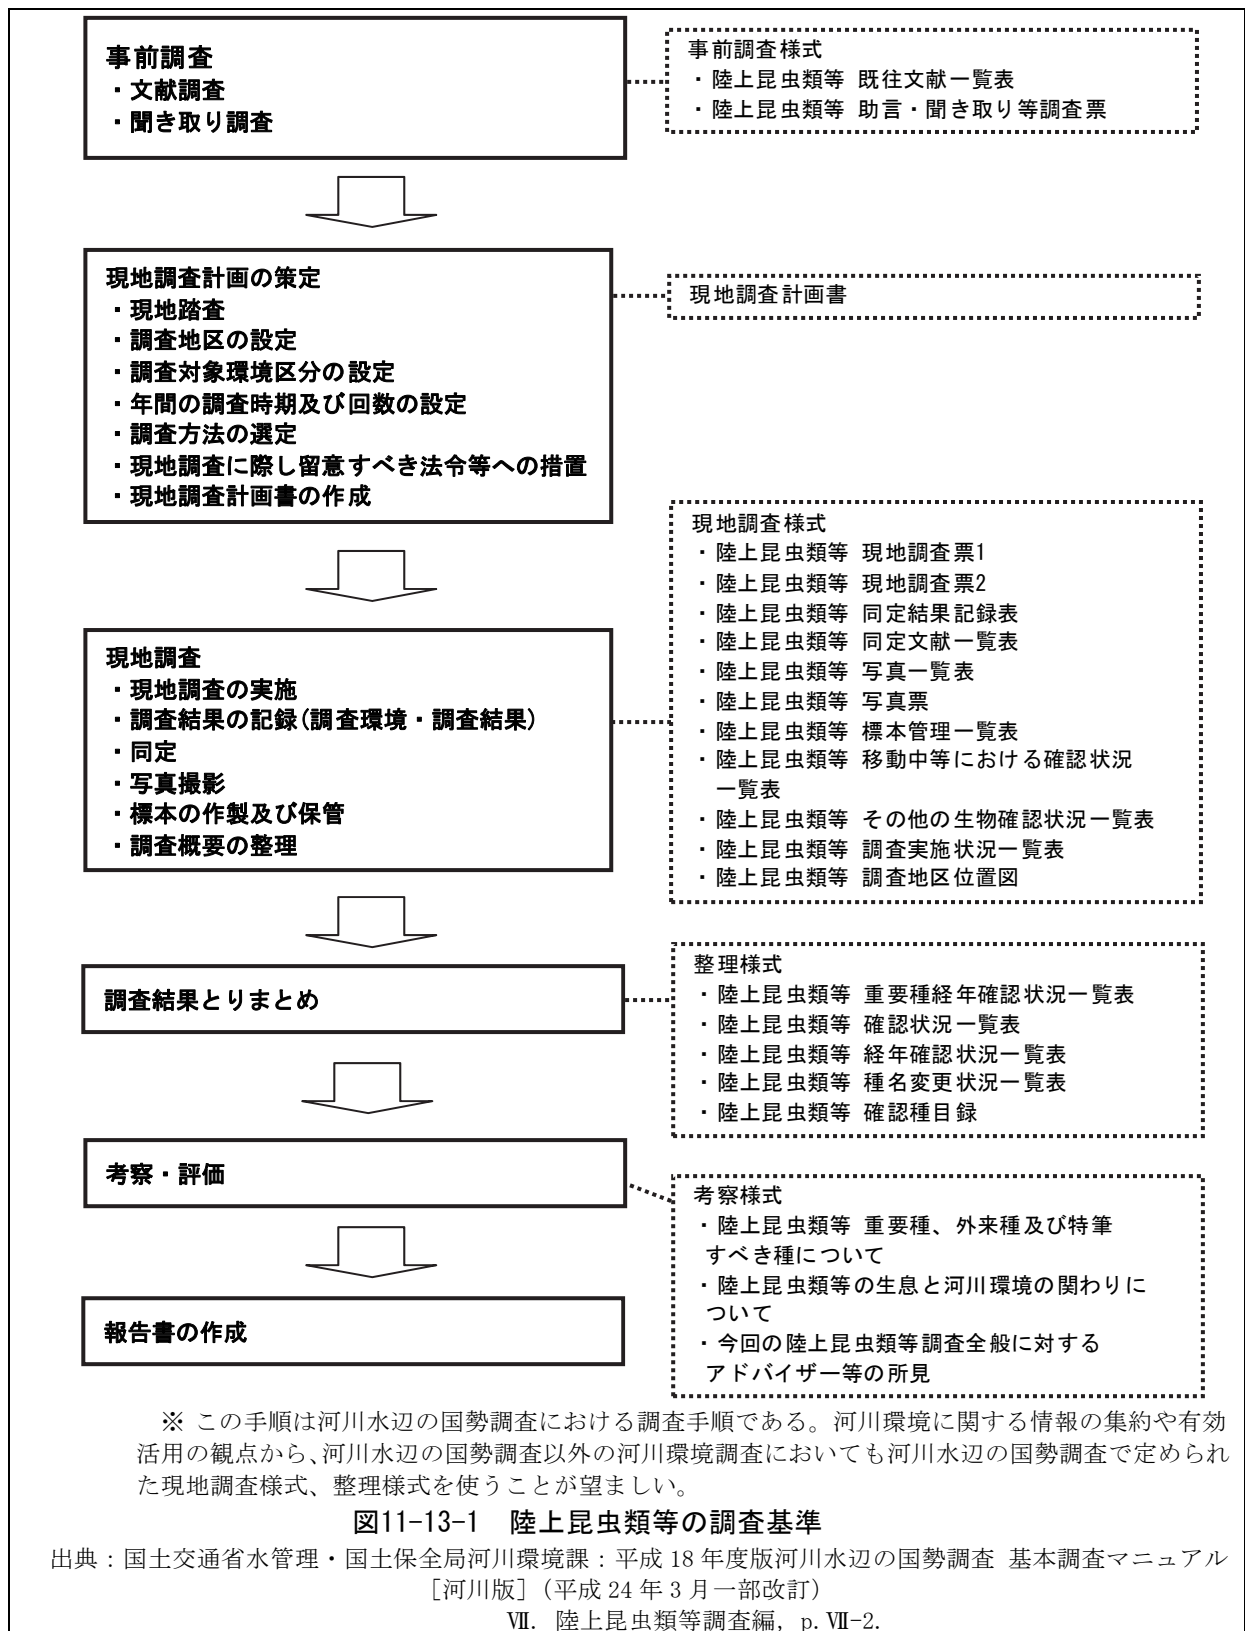 事前調査
・文献調査
・聞き取り調査
事前調査様式
・陸上昆虫類等 既往文献一覧表
・陸上昆虫類等 助言・聞き取り等調査票
現地調査計画の策定
・現地踏査
・調査地区の設定
・調査対象環境区分の設定
・年間の調査時期及び回数の設定
・調査方法の選定
・現地調査に際し留意すべき法令等への措置
・現地調査計画書の作成
現地調査計画書
現地調査
・現地調査の実施
・調査結果の記録(調査環境・調査結果)
・同定
・写真撮影
・標本の作製及び保管
・調査概要の整理
現地調査様式
・陸上昆虫類等 現地調査票1
・陸上昆虫類等 現地調査票2
・陸上昆虫類等 同定結果記録表
・陸上昆虫類等 同定文献一覧表
・陸上昆虫類等 写真一覧表
・陸上昆虫類等 写真票
・陸上昆虫類等 標本管理一覧表
・陸上昆虫類等 移動中等における確認状況
一覧表
・陸上昆虫類等 その他の生物確認状況一覧表
・陸上昆虫類等 調査実施状況一覧表
・陸上昆虫類等 調査地区位置図
調査結果とりまとめ
整理様式
・陸上昆虫類等 重要種経年確認状況一覧表
・陸上昆虫類等 確認状況一覧表
・陸上昆虫類等 経年確認状況一覧表
・陸上昆虫類等 種名変更状況一覧表
・陸上昆虫類等 確認種目録
考察・評価
考察様式
・陸上昆虫類等 重要種、外来種及び特筆
すべき種について
・陸上昆虫類等の生息と河川環境の関わりに
ついて
・今回の陸上昆虫類等調査全般に対する
アドバイザー等の所見
報告書の作成
※ この手順は河川水辺の国勢調査における調査手順である。河川環境に関する情報の集約や有効
活用の観点から、河川水辺の国勢調査以外の河川環境調査においても河川水辺の国勢調査で定められ
た現地調査様式、整理様式を使うことが望ましい。
図11-13-1 陸上昆虫類等の調査基準
出典：国土交通省水管理・国土保全局河川環境課：平成 18 年度版河川水辺の国勢調査 基本調査マニュアル
［河川版］（平成 24 年 3 月一部改訂）
Ⅶ. 陸上昆虫類等調査編, p.Ⅶ-2.